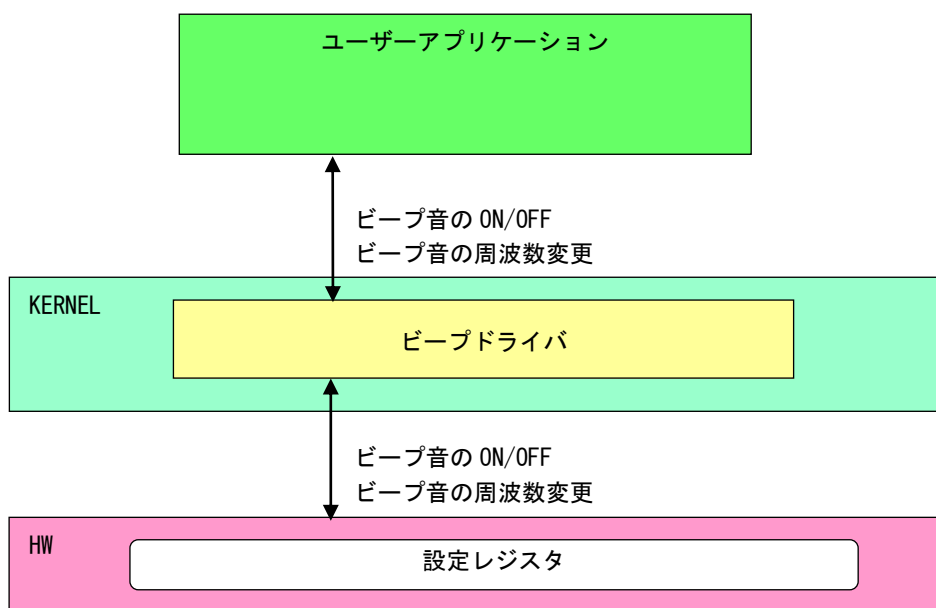 ユーザーアプリケーション
ビープ音の ON/OFF
ビープ音の周波数変更
KERNEL
ビープドライバ
ビープ音の ON/OFF
ビープ音の周波数変更
HW
設定レジスタ